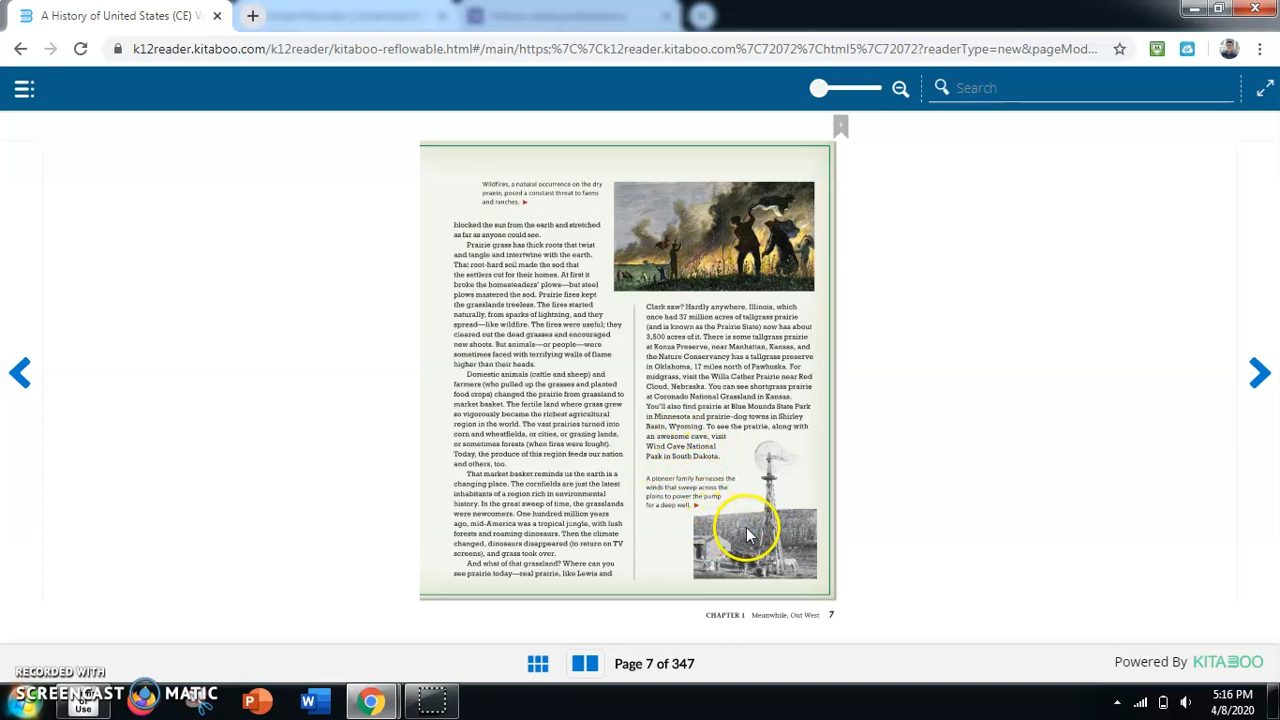 A History of United States (CE) V
k12reader.kitaboo.com/k12reader/kitaboo-reflowable.html#/main/https;%7C%7Ck12reader.kitaboo.com%7C72072%7Chtml5%7C72072?readerType=new&pageMod...
Search
Wildfires, a natural occurrence on the dry
prairie, posed a constant threat to farms
and ranches.
blocked the sun from the earth and stretched
as far as anyone could see.
Prairie grass has thick roots that twist
and tangle and intertwine with the earth.
That root-hard soil made the sod that
the settlers cut for their homes. At first it
broke the homesteaders' plows—but steel
plows mastered the sod. Prairie fires kept
the grasslands treeless. The fires started
naturally, from sparks of lightning, and they
spread—like wildfire. The fires were useful; they
cleared out the dead grasses and encouraged
new shoots. But animals—or people—were
sometimes faced with terrifying walls of flame
higher than their heads.
Domestic animals (cattle and sheep) and
farmers (who pulled up the grasses and planted
food crops) changed the prairie from grassland to
market basket. The fertile land where grass grew
so vigorously became the richest agricultural
region in the world. The vast prairies turned into
corn and wheatfields, or cities, or grazing lands,
or sometimes forests (when fires were fought).
Today, the produce of this region feeds our nation
and others, too.
That market basket reminds us the earth is a
changing place. The cornfields are just the latest
inhabitants of a region rich in environmental
history. In the great sweep of time, the grasslands
were newcomers. One hundred million years
ago, mid-America was a tropical jungle, with lush
forests and roaming dinosaurs. Then the climate
changed, dinosaurs disappeared (to return on TV
screens), and grass took over.
And what of that grassland? Where can you
see prairie today—real prairie, like Lewis and
Clark saw? Hardly anywhere. Illinois, which
once had 37 million acres of tallgrass prairie
(and is known as the Prairie State) now has about
3,500 acres of it. There is some tallgrass prairie
at Konza Preserve, near Manhattan, Kansas, and
the Nature Conservancy has a tallgrass preserve
in Oklahoma, 17 miles north of Pawhuska. For
midgrass, visit the Willa Cather Prairie near Red
Cloud, Nebraska. You can see shortgrass prairie
at Coronado National Grassland in Kansas.
You'll also find prairie at Blue Mounds State Park
in Minnesota and prairie-dog towns in Shirley
Basin, Wyoming. To see the prairie, along with
an awesome cave, visit
Wind Cave National
Park in South Dakota.
A pioneer family harnesses the
winds that sweep across the
plains to power the pump
for a deep well.
CHAPTER 1 Meanwhile, Out West 7
Page 7 of 347
Powered By KITABOO
RECORDED WITH
SCREENCAST MATIC
or
Use
5:16 PM
4/8/2020